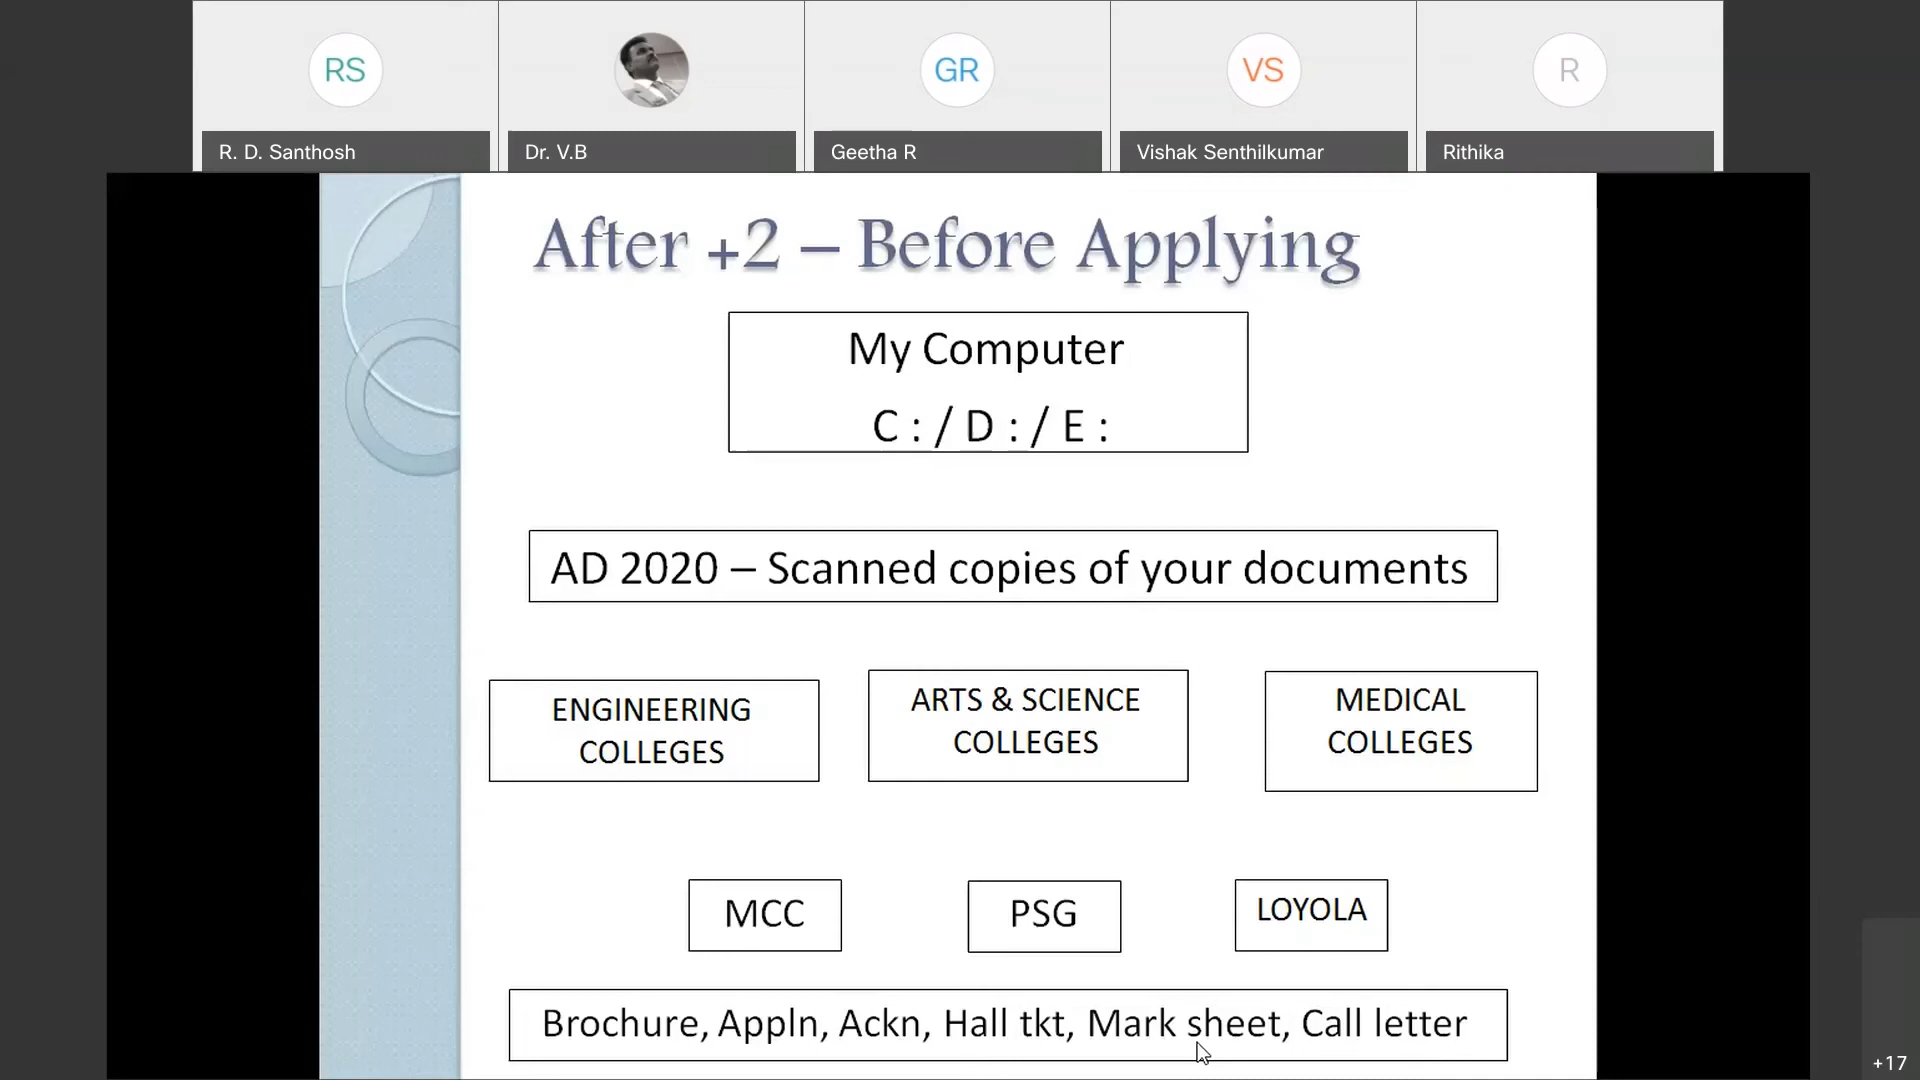 RS
GR
VS
R
R. D. Santhosh
Dr. V.B
Geetha R
Vishak Senthilkumar
Rithika
After +2 – Before Applying
My Computer
C : / D : / E :
AD 2020 – Scanned copies of your documents
ENGINEERING
COLLEGES
ARTS & SCIENCE
COLLEGES
MEDICAL
COLLEGES
MCC
PSG
LOYOLA
Brochure, Appln, Ackn, Hall tkt, Mark sheet, Call letter
+17